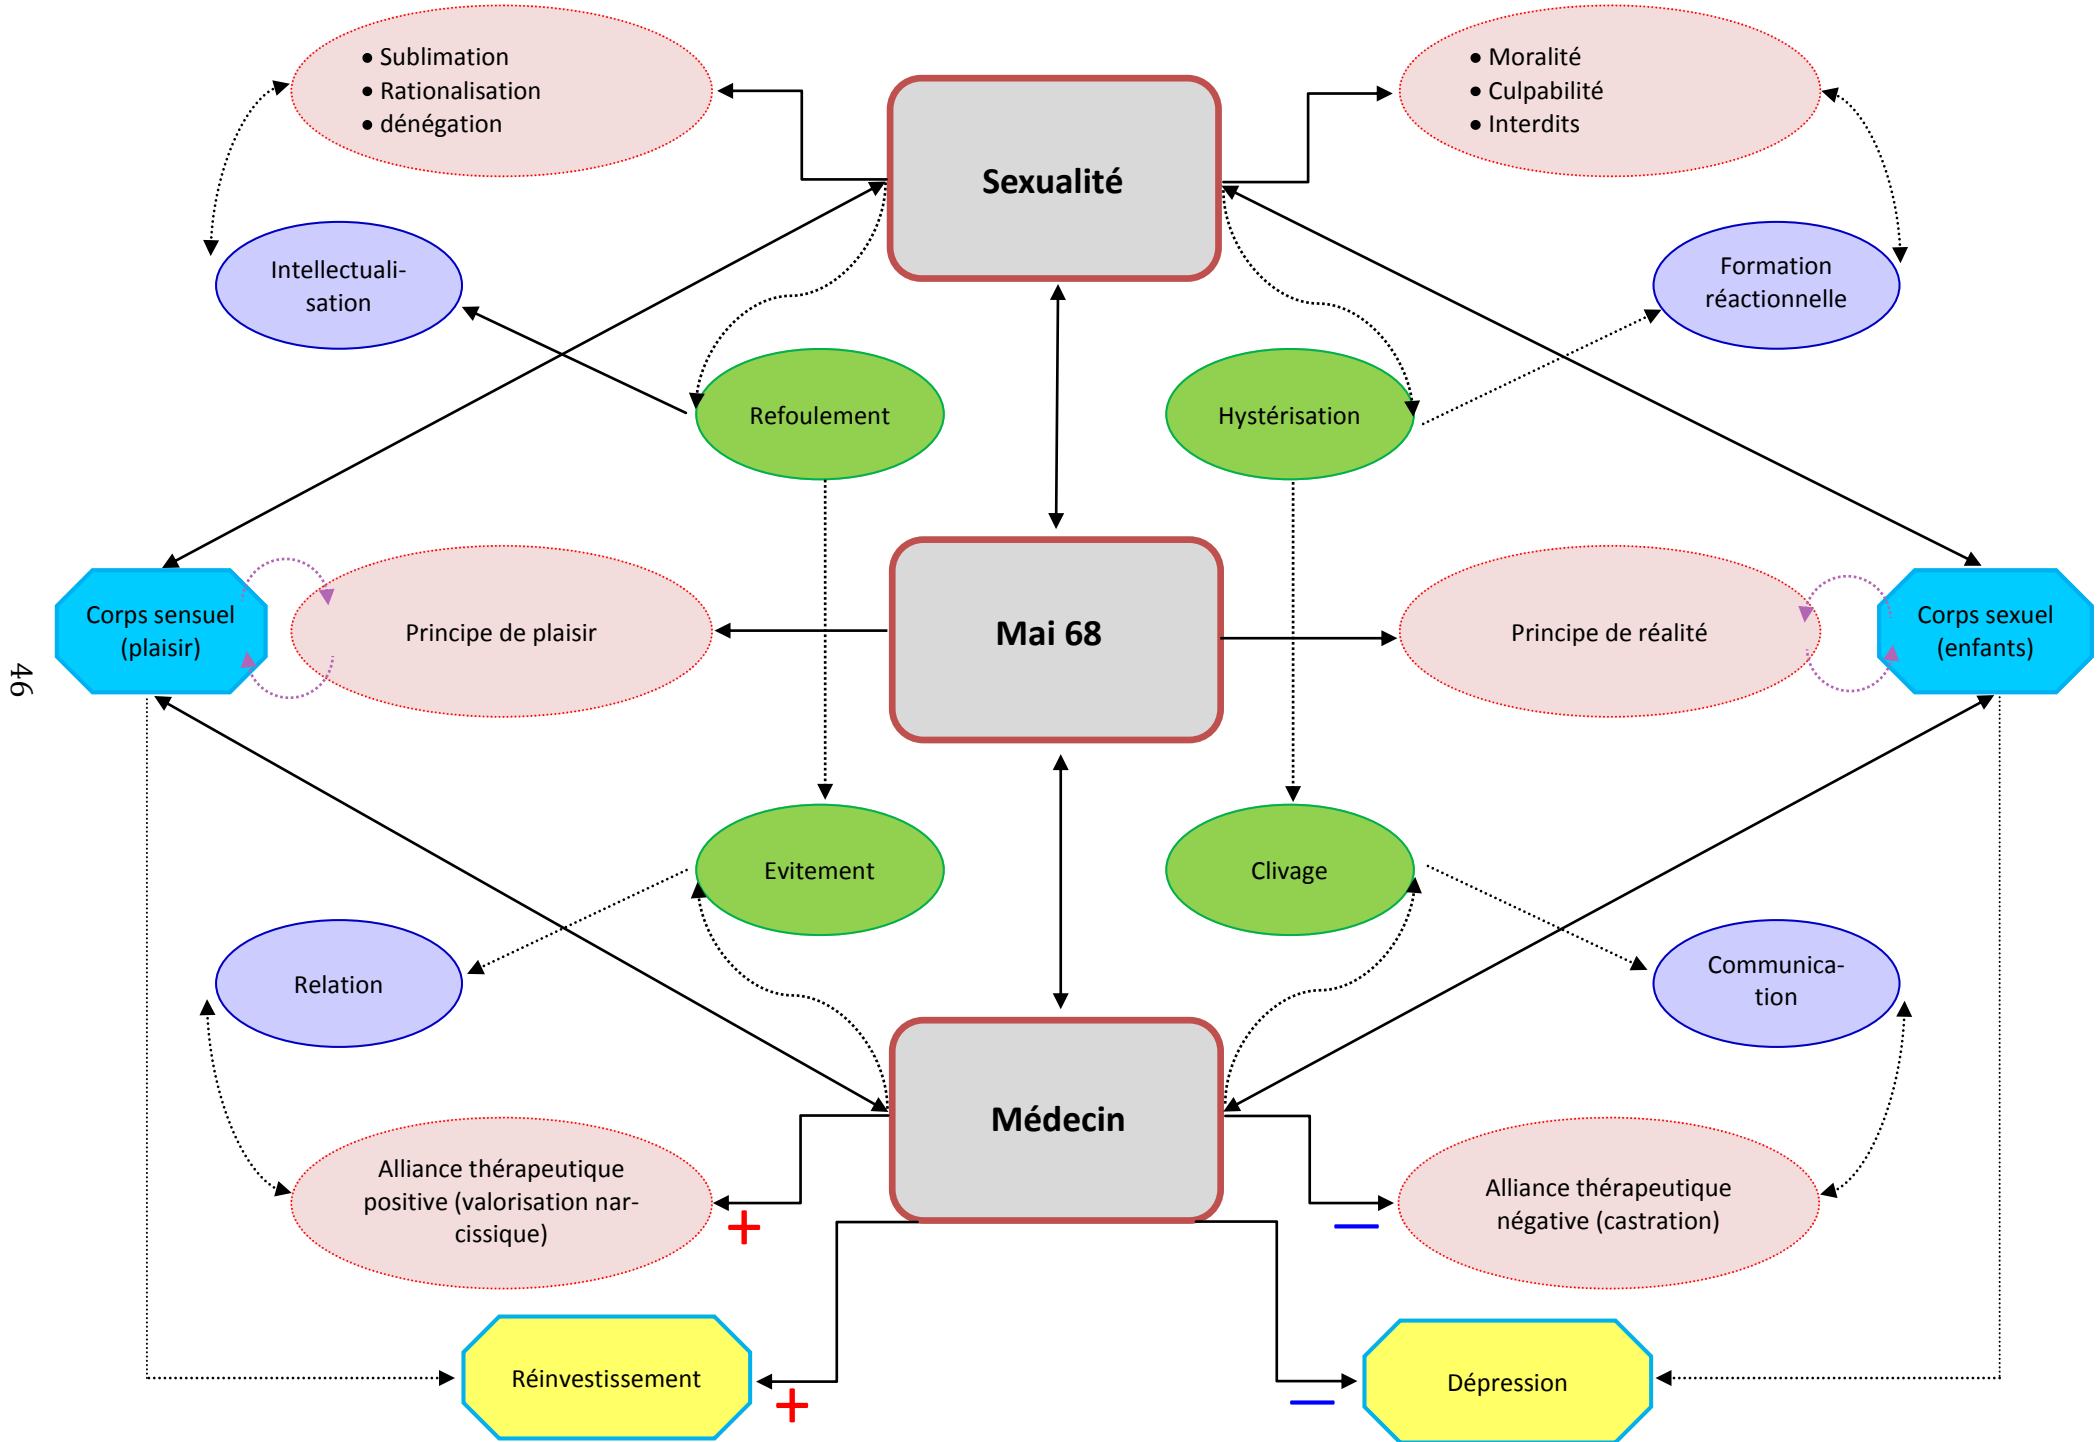 • Sublimation
• Rationalisation
• dénégation
• Moralité
• Culpabilité
• Interdits
Sexualité
Intellectuali-
sation
Formation
réactionnelle
Refoulement
Hystérisation
Corps sensuel
(plaisir)
Principe de plaisir
Mai 68
Principe de réalité
Corps sexuel
(enfants)
46
Evitement
Clivage
Relation
Communica-
tion
Médecin
Alliance thérapeutique
positive (valorisation nar-
cissique)
+
Alliance thérapeutique
négative (castration)
—
Réinvestissement
+
Dépression
—